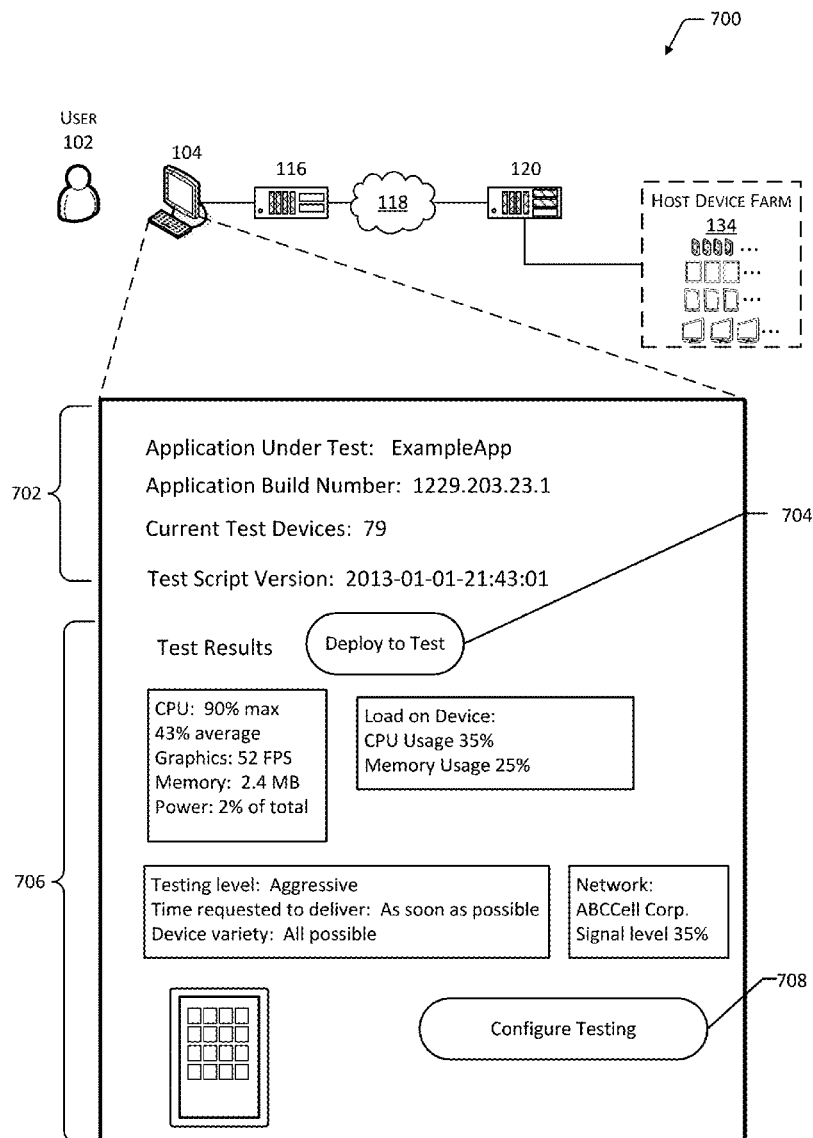 700
USER
102
104
116
118
120
HOST DEVICE FARM
134
...
...
...
...
702
Application Under Test: ExampleApp
Application Build Number: 1229.203.23.1
Current Test Devices: 79
704
Test Script Version: 2013-01-01-21:43:01
Test Results
Deploy to Test
CPU: 90% max
43% average
Graphics: 52 FPS
Memory: 2.4 MB
Power: 2% of total
Load on Device:
CPU Usage 35%
Memory Usage 25%
706
Testing level: Aggressive
Time requested to deliver: As soon as possible
Device variety: All possible
Network:
ABCCell Corp.
Signal level 35%
708
Configure Testing